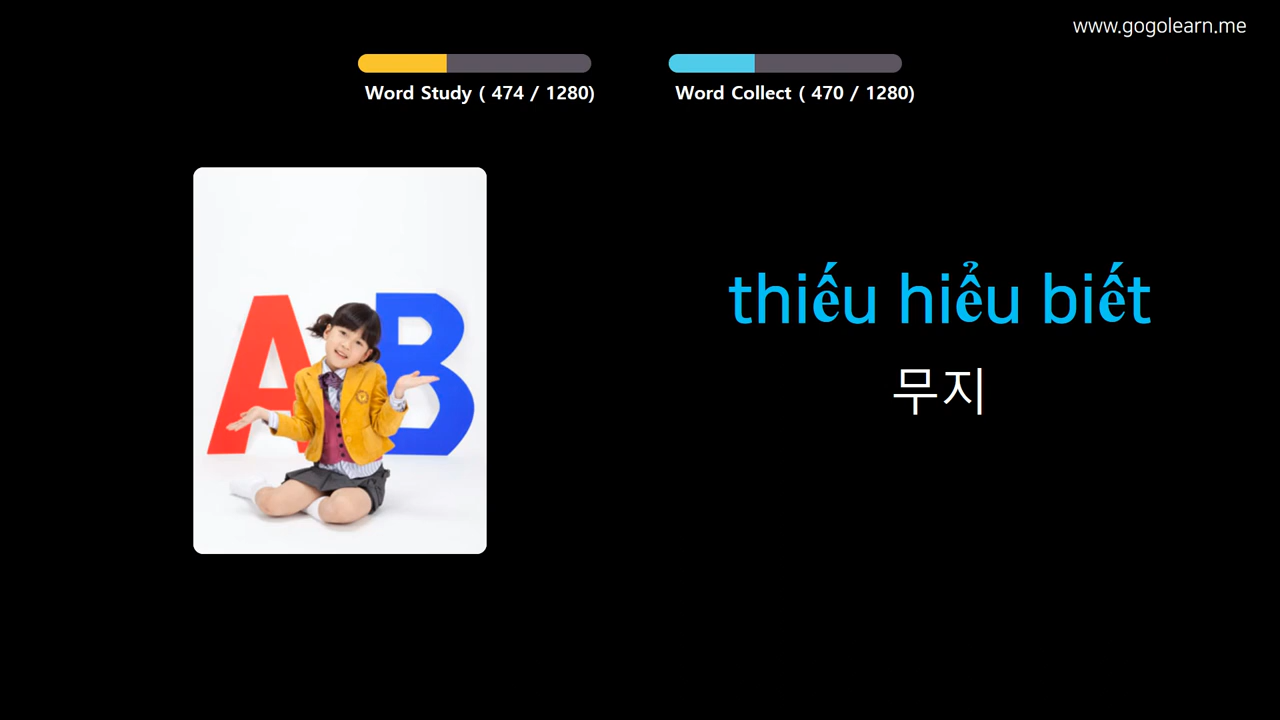 www.gogolearn.me
Word Study ( 474 / 1280)
Word Collect ( 470 / 1280)
A B
thiếu hiểu biết
무지